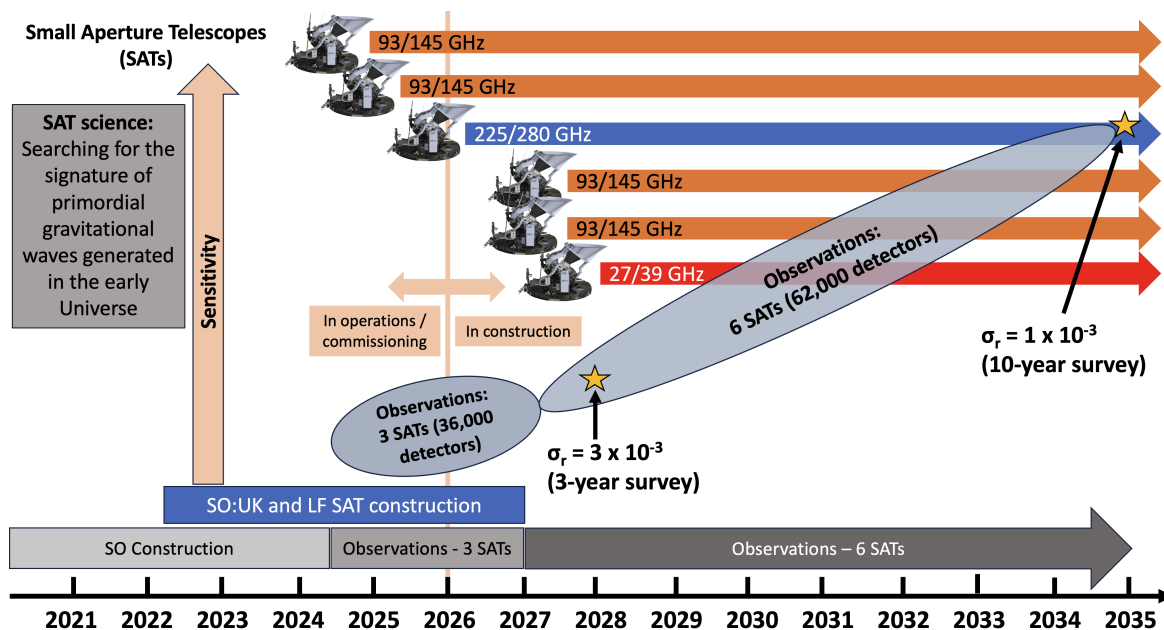 Small Aperture Telescopes
(SATs)
SAT science:
Searching for the
signature of
primordial
gravitational
waves generated
in the early
Universe
Sensitivity
93/145 GHz
93/145 GHz
225/280 GHz
93/145 GHz
93/145 GHz
27/39 GHz
In operations /
commissioning
In construction
Observations:
3 SATs (36,000
detectors)
Observations:
6 SATs (62,000 detectors)
σr = 3 x 10-3
(3-year survey)
σr = 1 x 10-3
(10-year survey)
SO:UK and LF SAT construction
SO Construction
Observations - 3 SATs
Observations – 6 SATs
2021 2022 2023 2024 2025 2026 2027 2028 2029 2030 2031 2032 2033 2034 2035